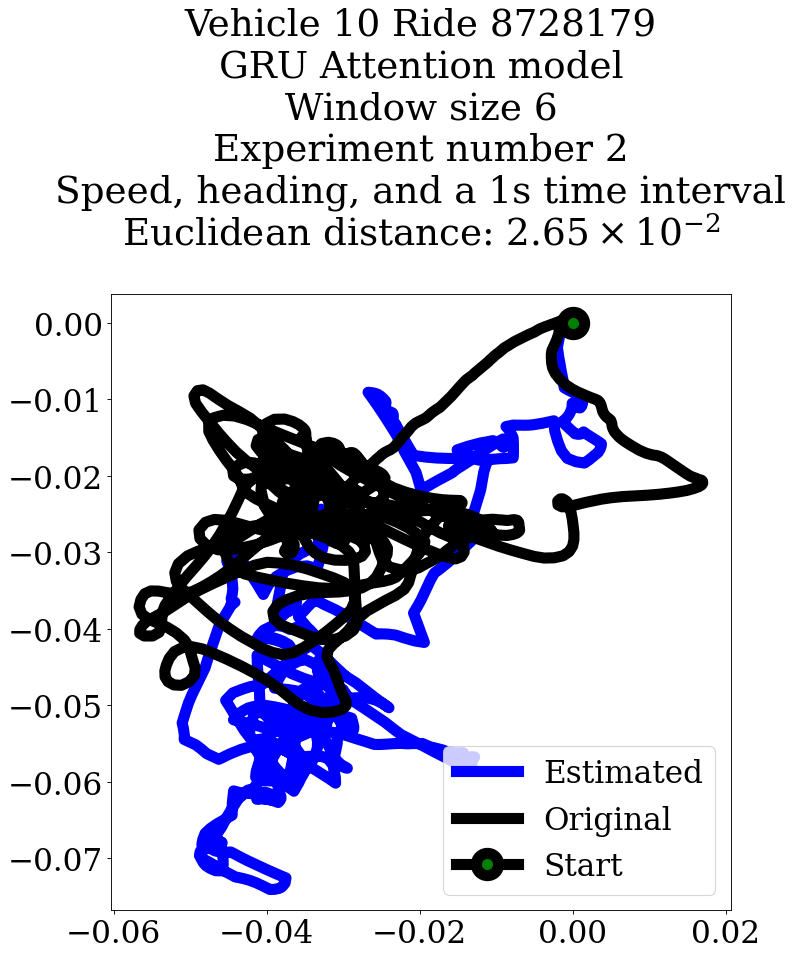 Vehicle 10 Ride 8728179
GRU Attention model
Window size 6
Experiment number 2
Speed, heading, and a 1s time interval
Euclidean distance: 2.65 × 10⁻²
0.00
−0.01
−0.02
−0.03
−0.04
−0.05
−0.06
−0.07
Estimated
Original
Start
−0.06
−0.04
−0.02
0.00
0.02